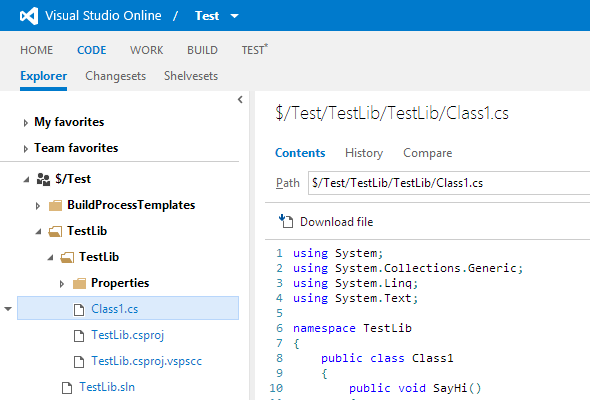 Visual Studio Online / Test
HOME CODE WORK BUILD TEST*
Explorer Changesets Shelvesets
My favorites
Team favorites
$/Test
BuildProcessTemplates
TestLib
TestLib
Properties
Class1.cs
TestLib.csproj
TestLib.csproj.vspscc
TestLib.sln
$/Test/TestLib/TestLib/Class1.cs
Contents History Compare
Path $/Test/TestLib/TestLib/Class1.cs
Download file
1 using System;
2 using System.Collections.Generic;
3 using System.Linq;
4 using System.Text;
5
6 namespace TestLib
7 {
8 public class Class1
9 {
10 public void SayHi()